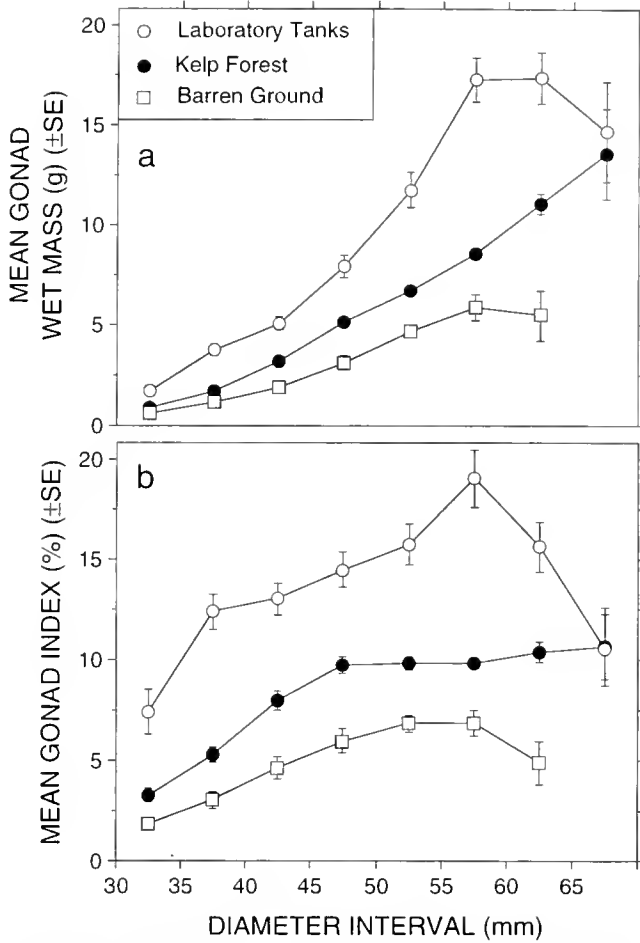 Laboratory Tanks
Kelp Forest
Barren Ground
a
MEAN GONAD
WET MASS (g) (±SE)
20
15
10
5
0
b
MEAN GONAD INDEX (%) (±SE)
20
15
10
5
0
30 35 40 45 50 55 60 65
DIAMETER INTERVAL (mm)